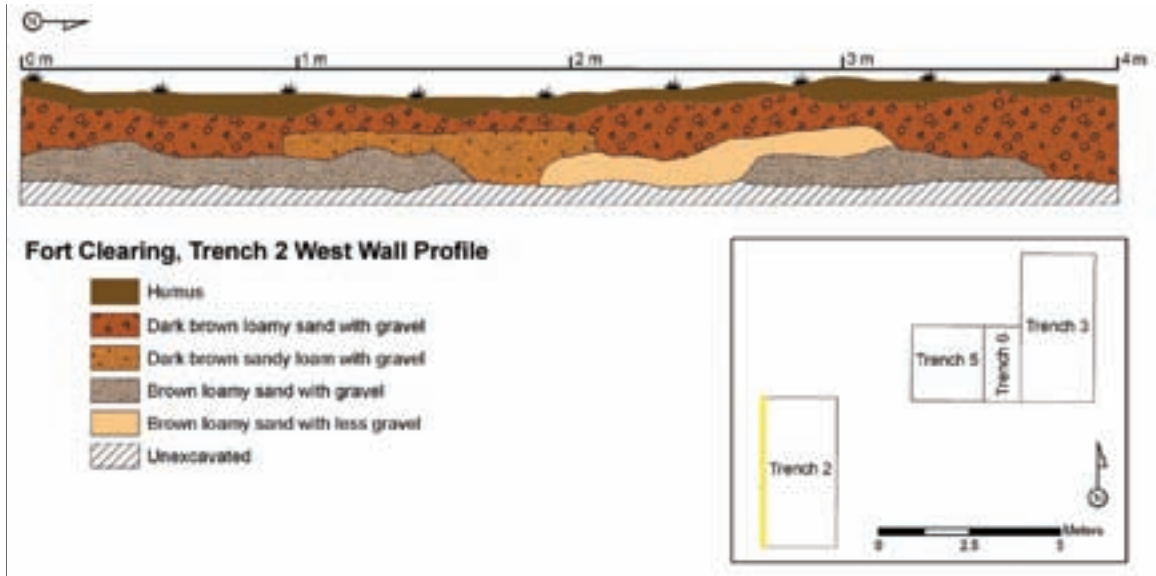 N
0 m 1 m 2 m 3 m 4 m
Fort Clearing, Trench 2 West Wall Profile
Humus
Dark brown loamy sand with gravel
Dark brown sandy loam with gravel
Brown loamy sand with gravel
Brown loamy sand with less gravel
Unexcavated
Trench 3
Trench 5
Trench 6
Trench 2
N
Meters
0 2.5 5